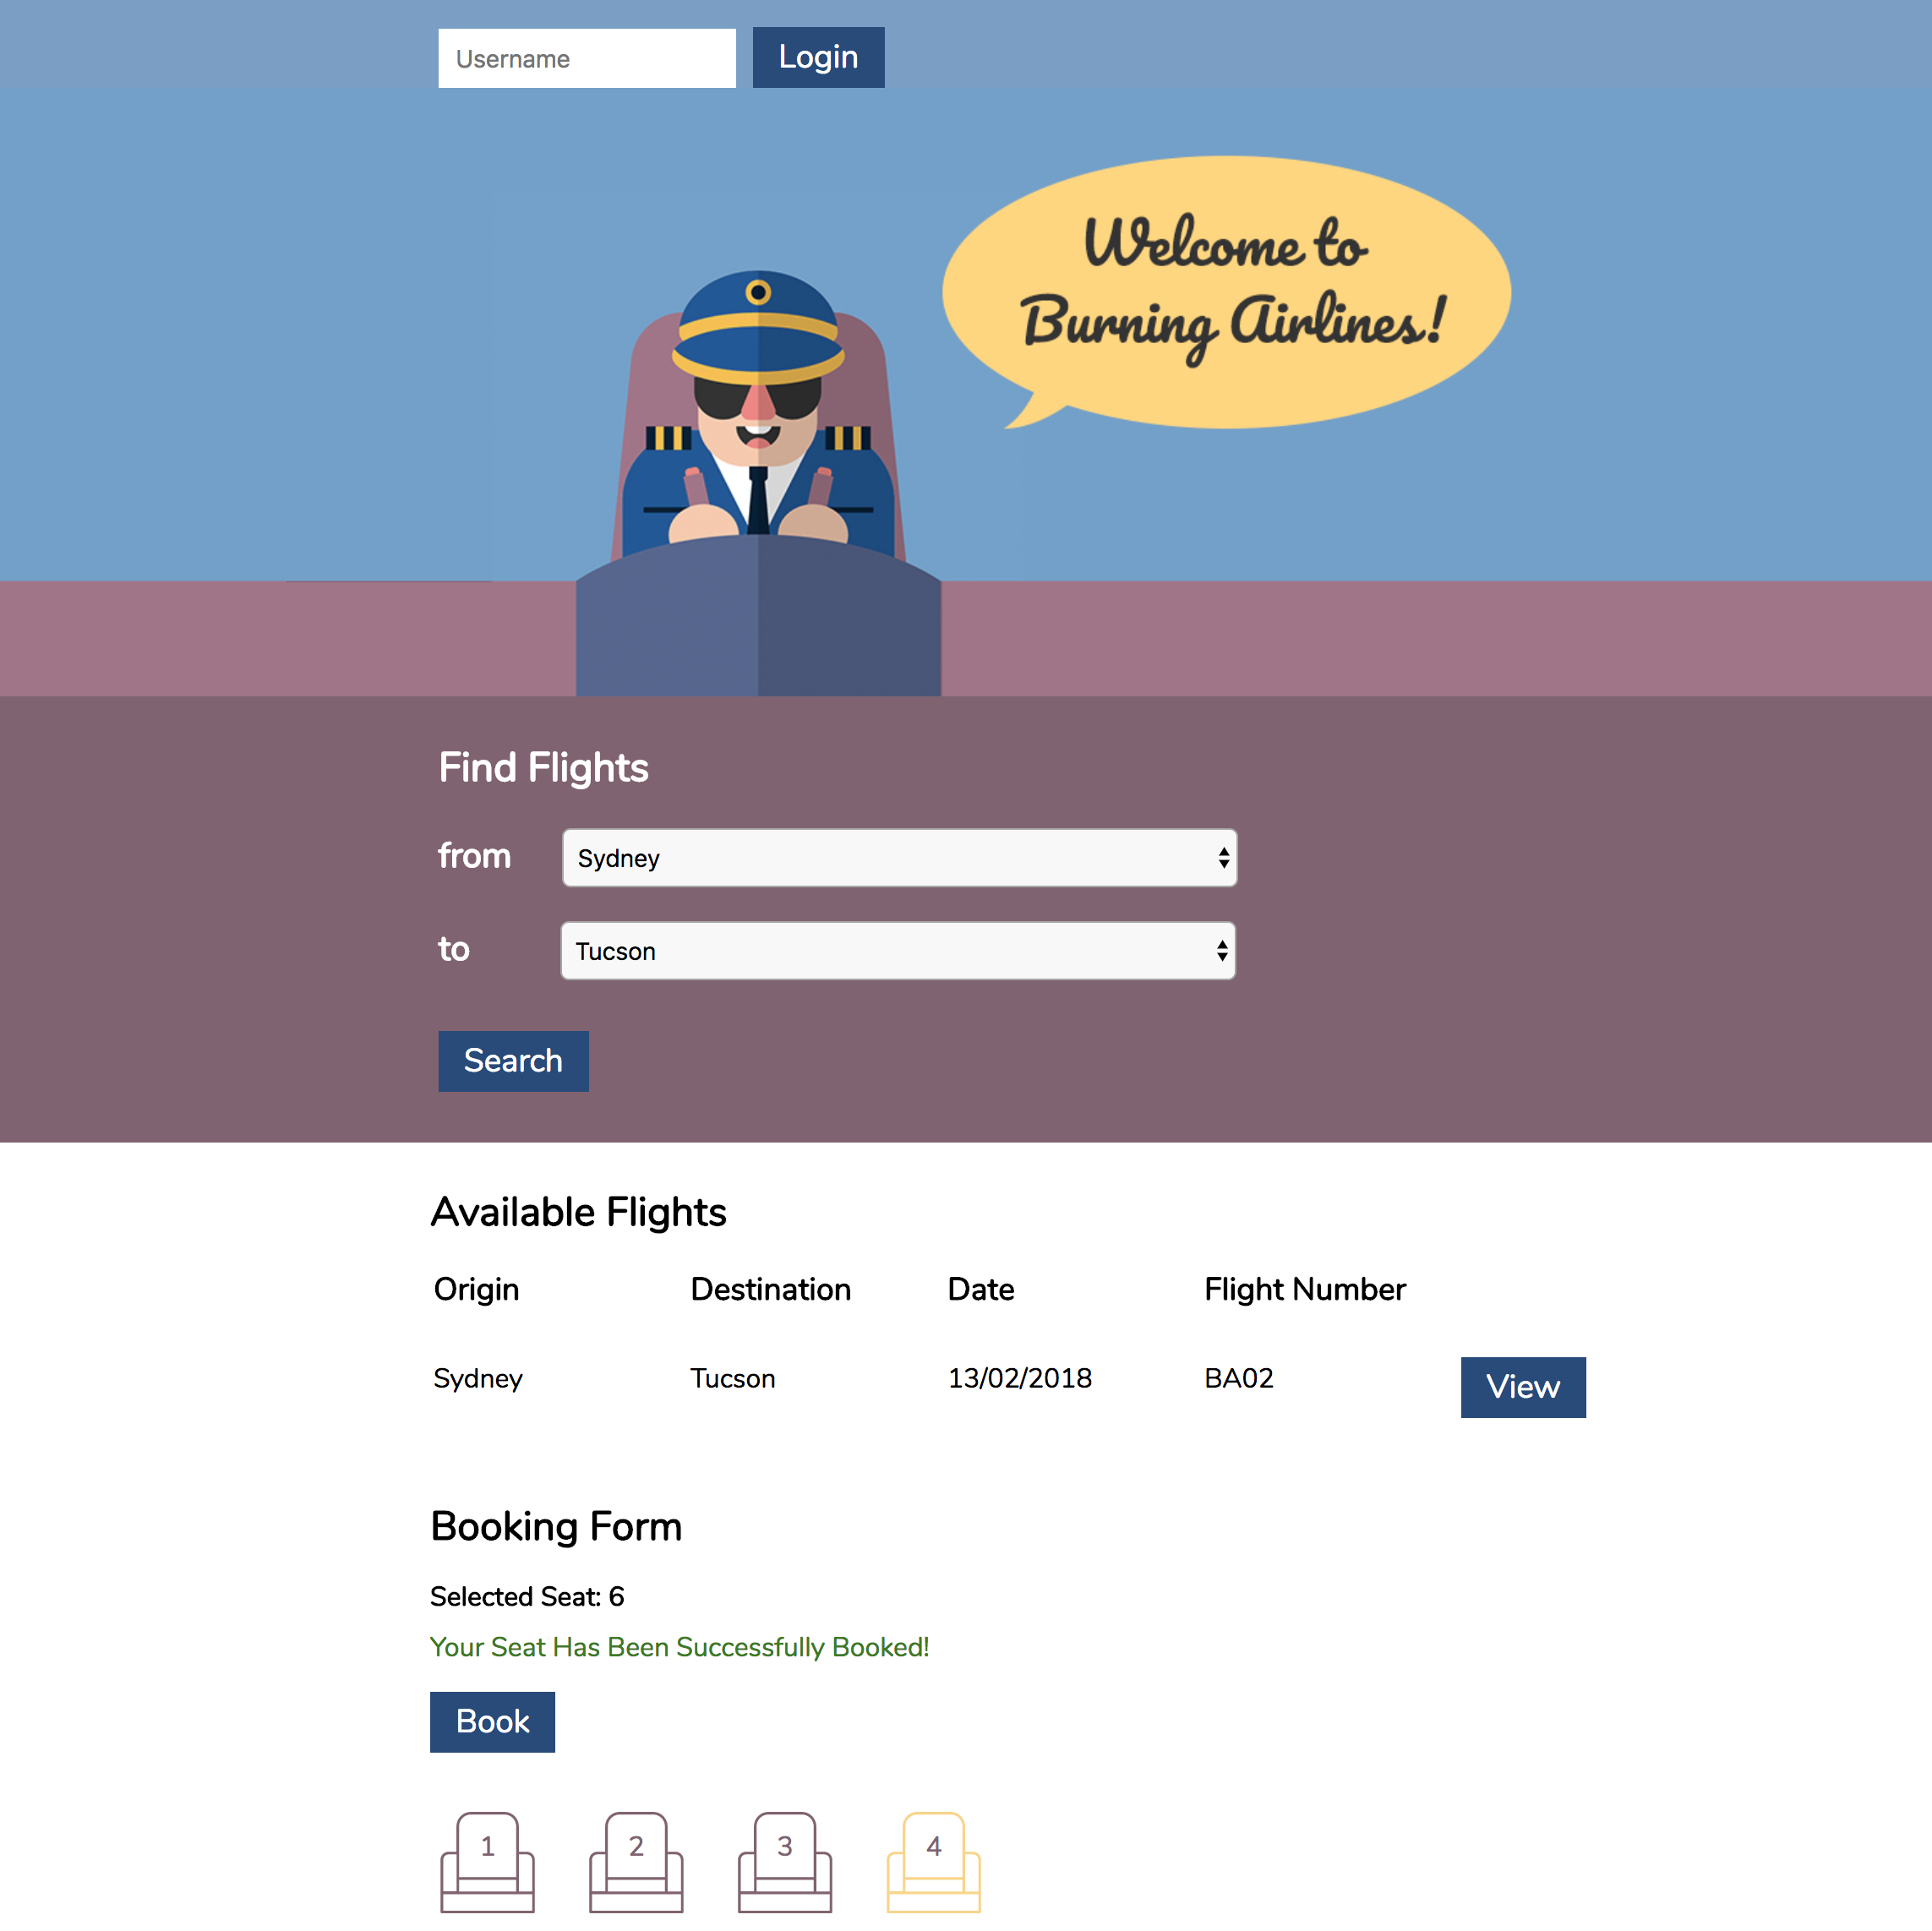 Username Login
Welcome to
Burning Airlines!
Find Flights
from Sydney
to Tucson
Search
Available Flights
Origin Destination Date Flight Number
Sydney Tucson 13/02/2018 BA02 View
Booking Form
Selected Seat: 6
Your Seat Has Been Successfully Booked!
Book
1 2 3 4